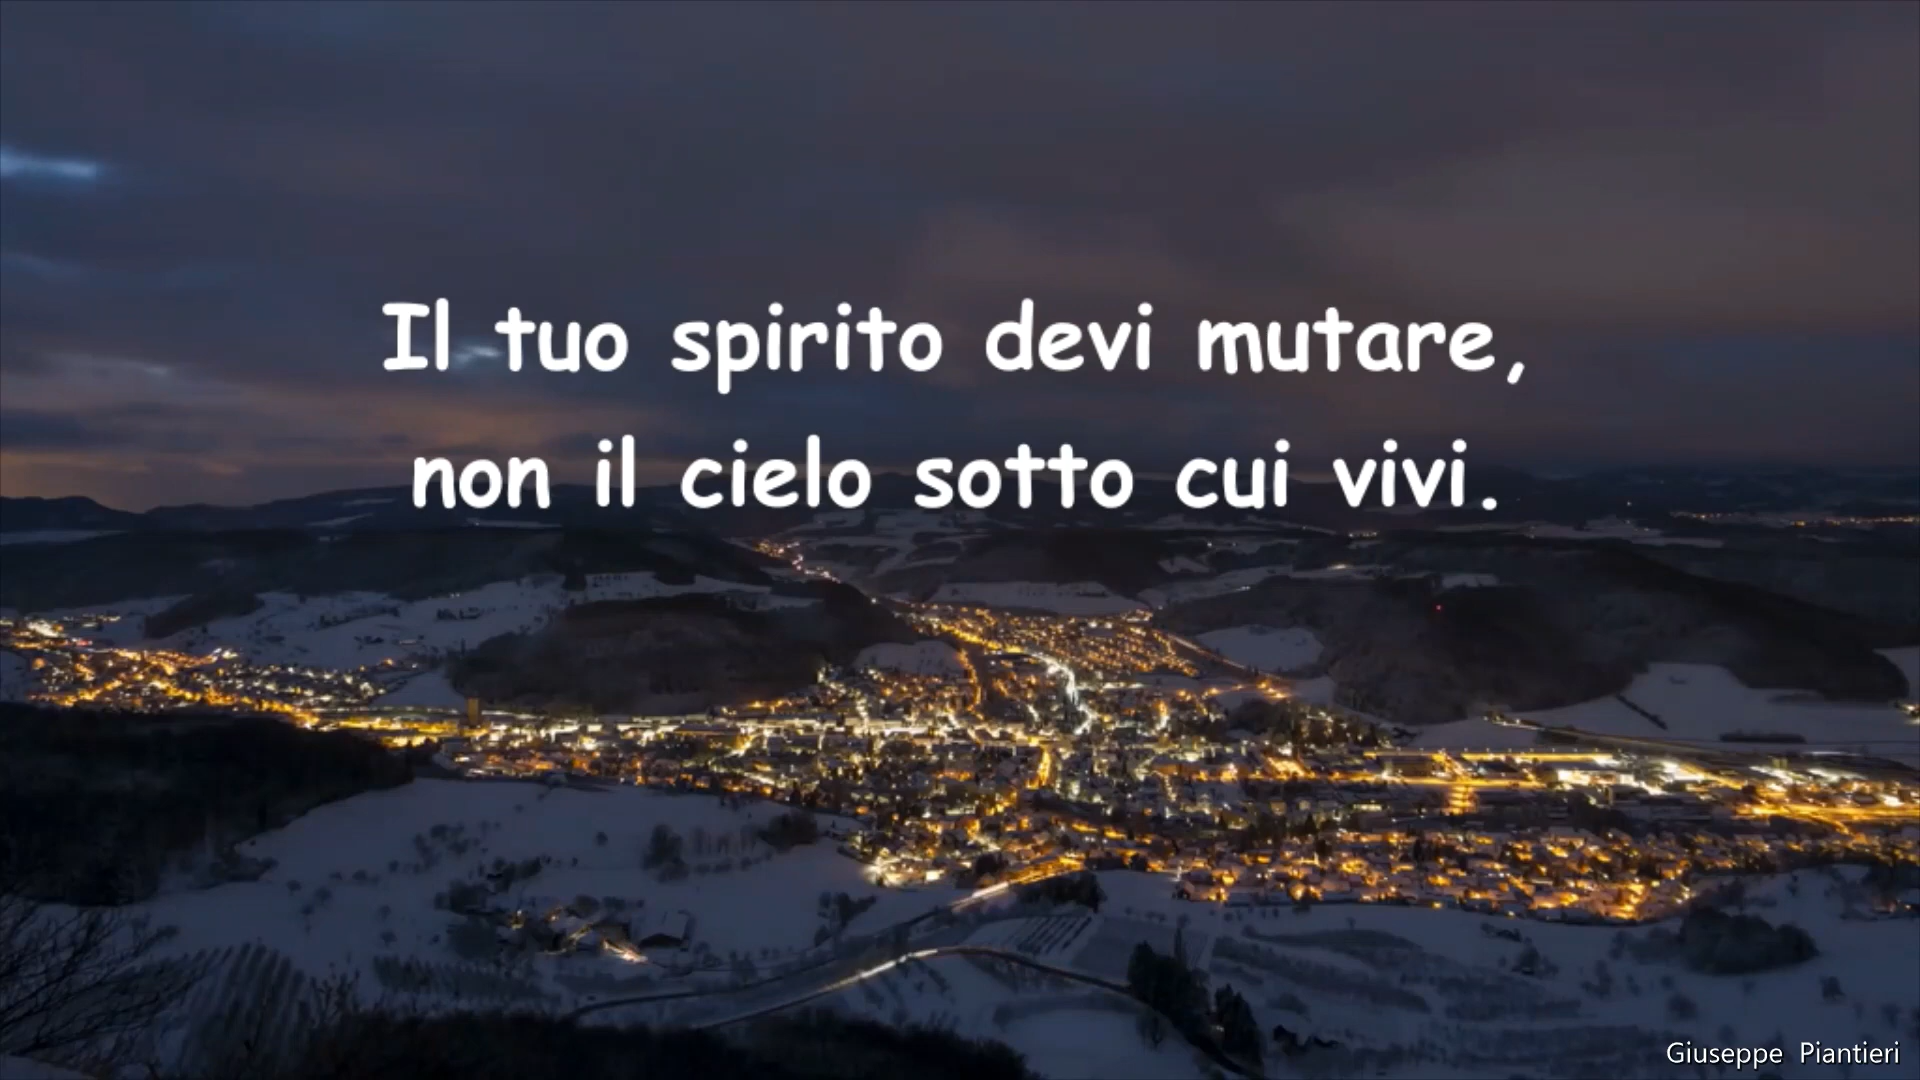 Il tuo spirito devi mutare,
non il cielo sotto cui vivi.
Giuseppe Piantieri